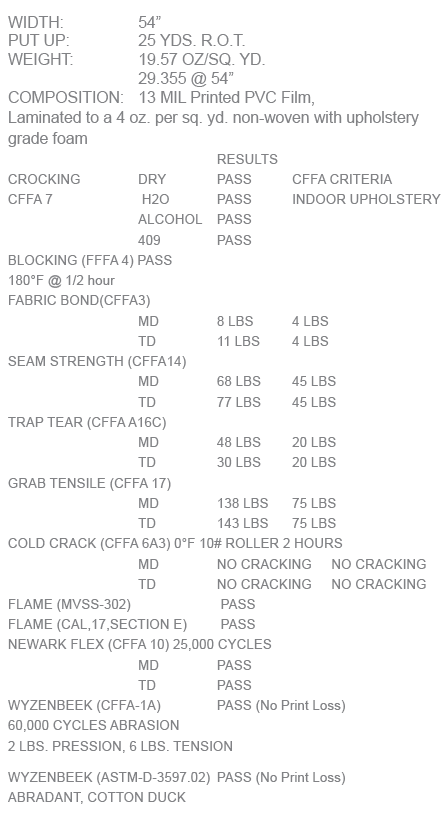 WIDTH: 54”
PUT UP: 25 YDS. R.O.T.
WEIGHT: 19.57 OZ/SQ. YD.
29.355 @ 54”
COMPOSITION: 13 MIL Printed PVC Film,
Laminated to a 4 oz. per sq. yd. non-woven with upholstery
grade foam
RESULTS
CROCKING DRY PASS CFFA CRITERIA
CFFA 7 H2O PASS INDOOR UPHOLSTERY
ALCOHOL PASS
409 PASS
BLOCKING (FFFA 4) PASS
180°F @ 1/2 hour
FABRIC BOND(CFFA3)
MD 8 LBS 4 LBS
TD 11 LBS 4 LBS
SEAM STRENGTH (CFFA14)
MD 68 LBS 45 LBS
TD 77 LBS 45 LBS
TRAP TEAR (CFFA A16C)
MD 48 LBS 20 LBS
TD 30 LBS 20 LBS
GRAB TENSILE (CFFA 17)
MD 138 LBS 75 LBS
TD 143 LBS 75 LBS
COLD CRACK (CFFA 6A3) 0°F 10# ROLLER 2 HOURS
MD NO CRACKING NO CRACKING
TD NO CRACKING NO CRACKING
FLAME (MVSS-302) PASS
FLAME (CAL,17,SECTION E) PASS
NEWARK FLEX (CFFA 10) 25,000 CYCLES
MD PASS
TD PASS
WYZENBEEK (CFFA-1A) PASS (No Print Loss)
60,000 CYCLES ABRASION
2 LBS. PRESSION, 6 LBS. TENSION
WYZENBEEK (ASTM-D-3597.02) PASS (No Print Loss)
ABRADANT, COTTON DUCK